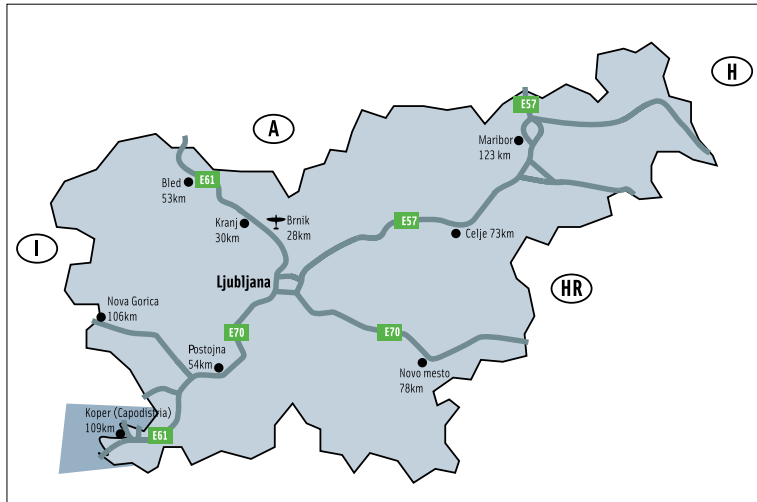 H
E57
A
Maribor
123 km
E61
Bled
53km
Kranj
30km
Brnik
28km
E57
Celje 73km
I
Ljubljana
HR
Nova Gorica
106km
E70
E70
Postojna
54km
Novo mesto
78km
Koper (Capodistria)
109km
E61